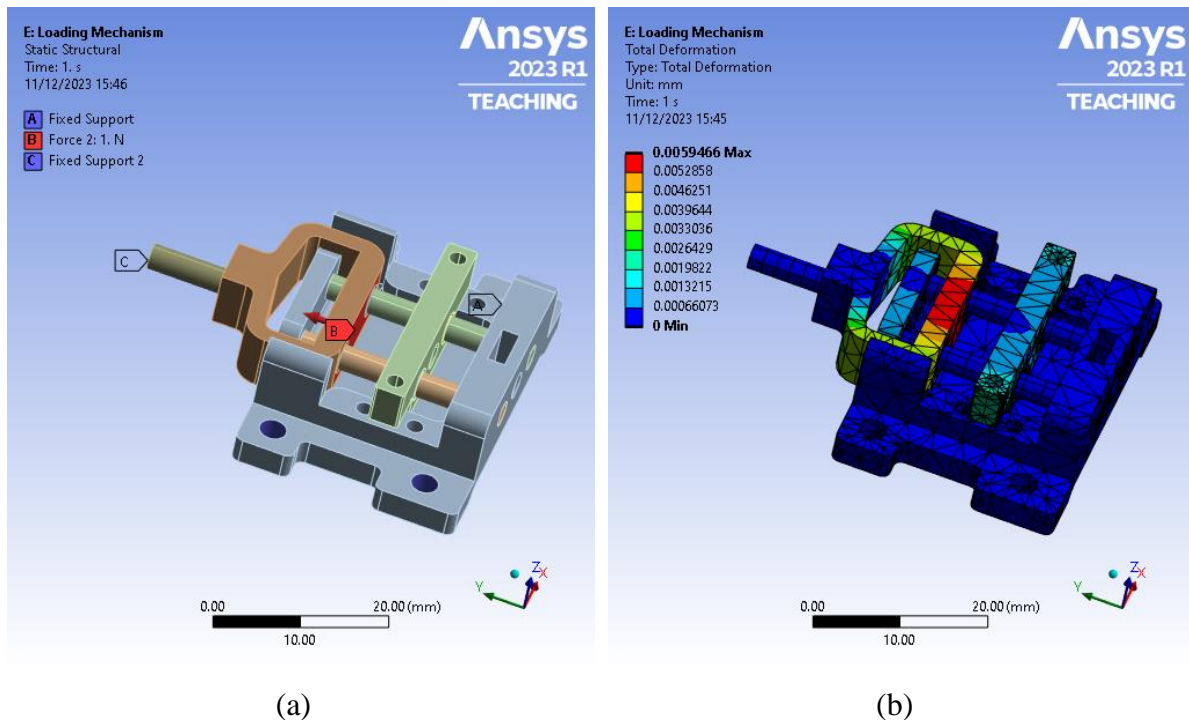 E: Loading Mechanism
Static Structural
Time: 1. s
11/12/2023 15:46
A Fixed Support
B Force 2: 1. N
C Fixed Support 2
Ansys
2023 R1
TEACHING
C
B
A
Z
X
Y
0.00
20.00 (mm)
10.00
(a)
E: Loading Mechanism
Total Deformation
Type: Total Deformation
Unit: mm
Time: 1 s
11/12/2023 15:45
Ansys
2023 R1
TEACHING
0.0059466 Max
0.0052858
0.0046251
0.0039644
0.0033036
0.0026429
0.0019822
0.0013215
0.00066073
0 Min
Z
X
Y
0.00
20.00 (mm)
10.00
(b)